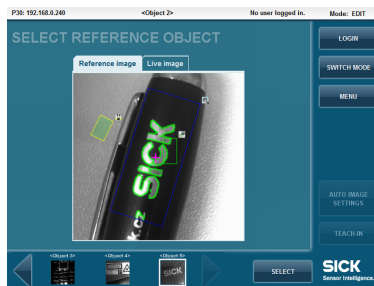 P30: 192.168.0.240 <Object 2> No user logged in. Mode: EDIT
SELECT REFERENCE OBJECT
LOGIN
Reference image Live image
SWITCH MODE
MENU
SICK
k.cz
AUTO IMAGE
SETTINGS
TEACH-IN
<Object 3> <Object 4> <Object 5>
SICK
SELECT
SICK
Sensor Intelligence.